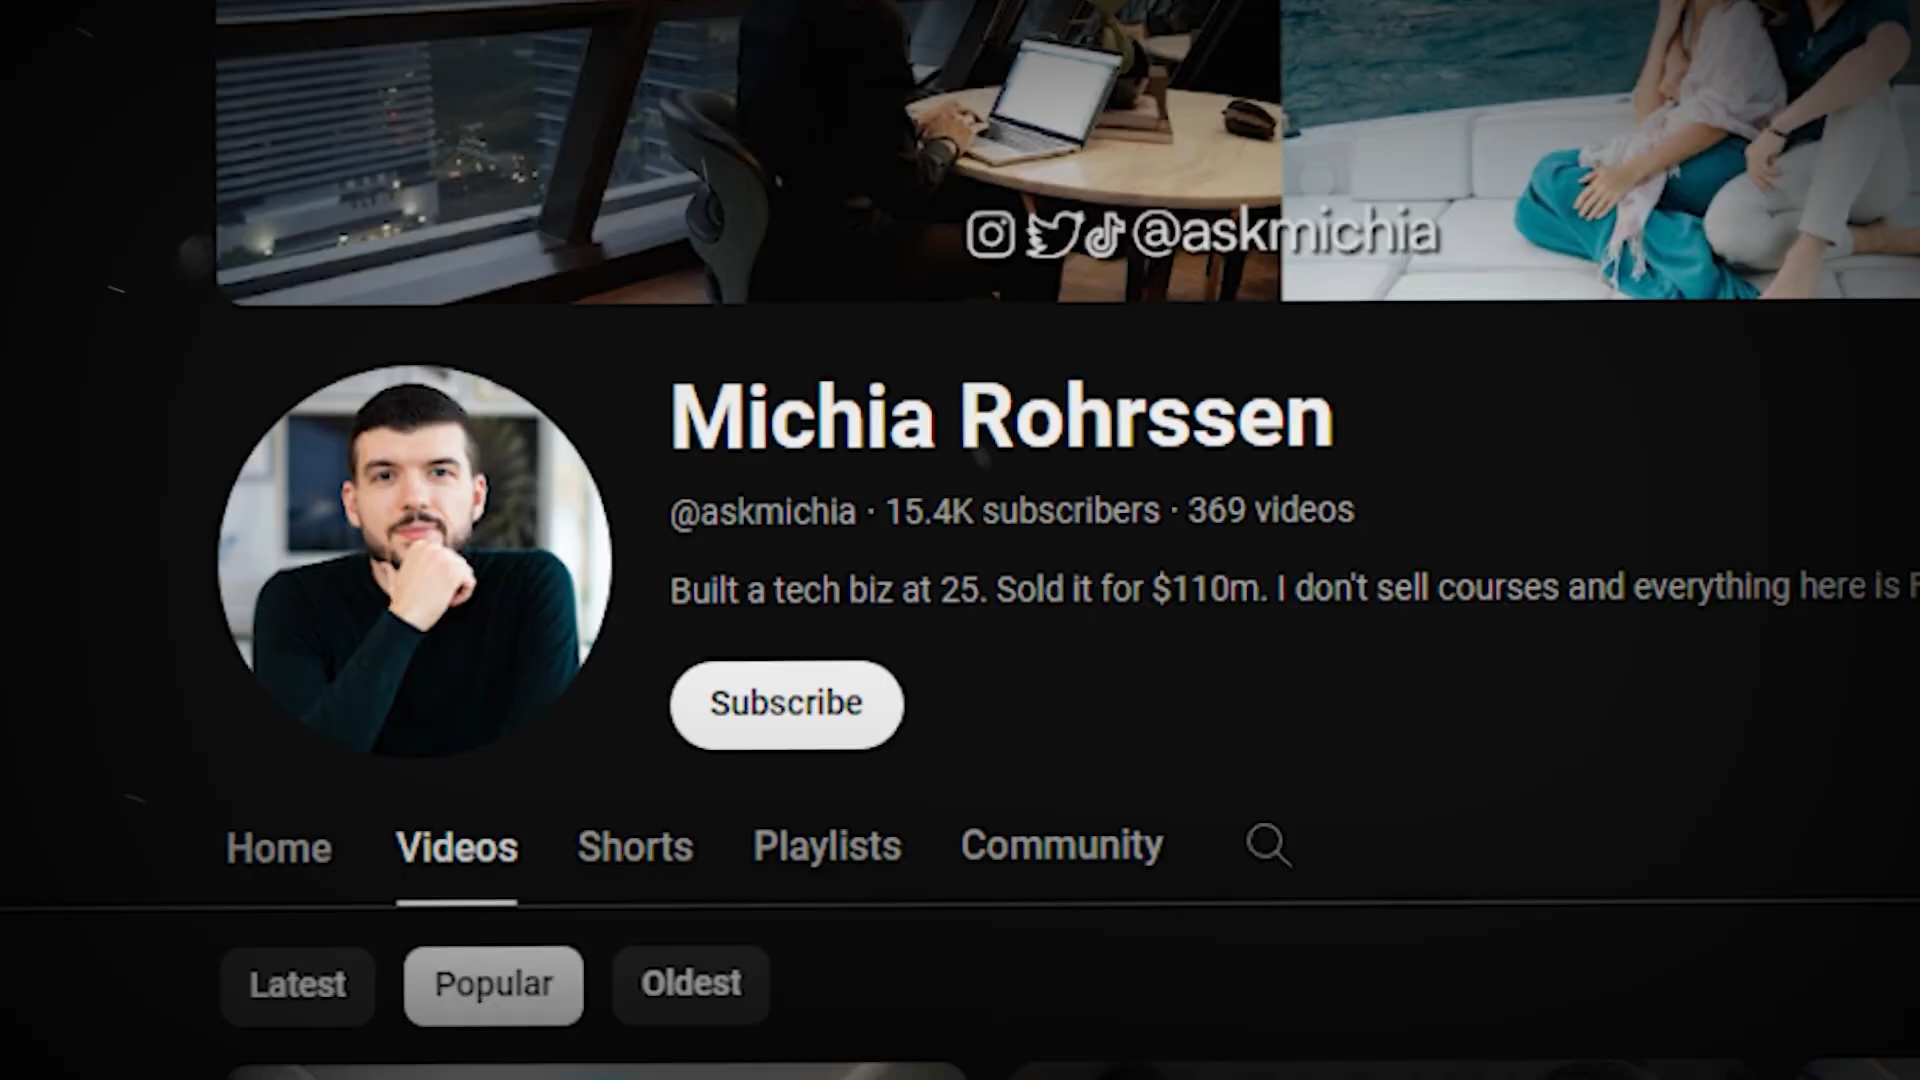 @askmichia
Michia Rohrssen
@askmichia · 15.4K subscribers · 369 videos
Built a tech biz at 25. Sold it for $110m. I don't sell courses and everything here is
Subscribe
Home Videos Shorts Playlists Community
Latest Popular Oldest